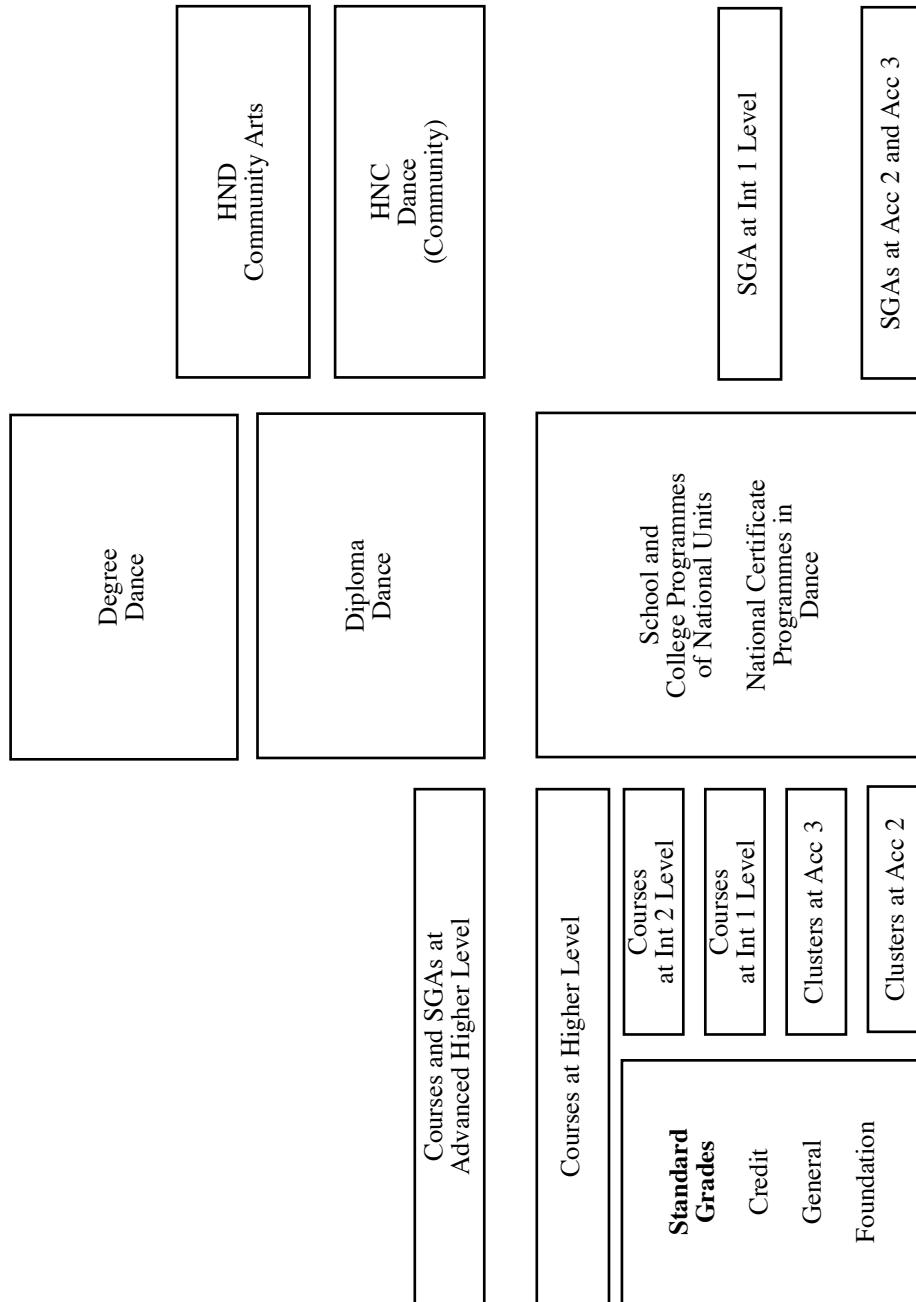 Degree
Dance
HND
Community Arts
Diploma
Dance
HNC
Dance
(Community)
Courses and SGAs at
Advanced Higher Level
Courses at Higher Level
School and
College Programmes
of National Units
National Certificate
Programmes in
Dance
Standard
Grades
Credit
General
Foundation
Courses
at Int 2 Level
Courses
at Int 1 Level
Clusters at Acc 3
Clusters at Acc 2
SGA at Int 1 Level
SGAs at Acc 2 and Acc 3